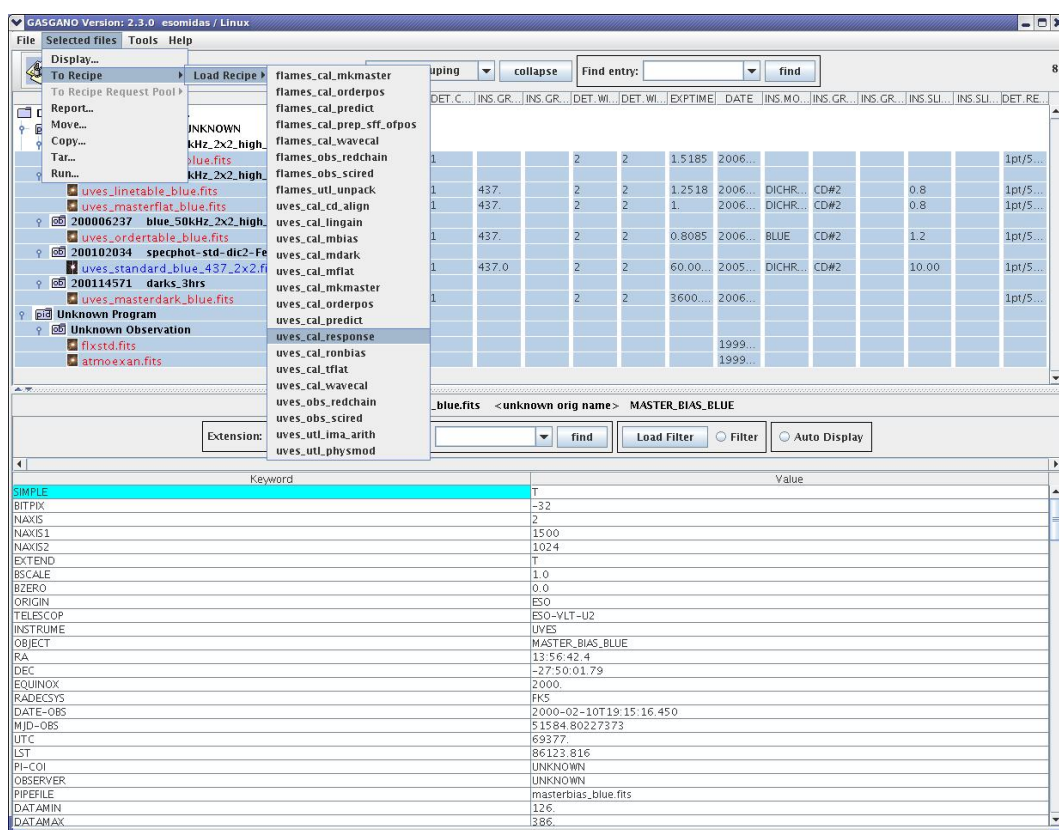 GASGANO Version: 2.3.0 esomidas / Linux
File Selected files Tools Help
Display...
To Recipe
To Recipe Request Pool
Report...
Move...
Copy...
Tar...
Run...
Load Recipe
flames_cal_mkmaster
flames_cal_orderpos
flames_cal_predict
flames_cal_prep_sff_ofpos
flames_cal_wavecal
flames_obs_redchain
flames_obs_scired
flames_utl_unpack
uves_cal_cd_align
uves_cal_lingain
uves_cal_mbias
uves_cal_mdark
uves_cal_mflat
uves_cal_mkmaster
uves_cal_orderpos
uves_cal_predict
uves_cal_response
uves_cal_ronbias
uves_cal_tflat
uves_cal_wavecal
uves_obs_redchain
uves_obs_scired
uves_utl_ima_arith
uves_utl_physmod
uping collapse Find entry: find 8
DET.C... INS.GR... INS.GR... DET.WI... DET.WI... EXPTIME DATE INS.MO... INS.GR... INS.GR... INS.SLI... INS.SLI... DET.RE...
NKNOWN
kHz_2x2_high_
blue.fits 1 2 2 1.5185 2006... 1pt/5...
kHz_2x2_high_
uves_linetable_blue.fits 1 437. 2 2 1.2518 2006... DICHR... CD#2 0.8 1pt/5...
uves_masterflat_blue.fits 1 437. 2 2 1. 2006... DICHR... CD#2 0.8 1pt/5...
200006237 blue_50kHz_2x2_high_
uves_ordertable_blue.fits 1 437. 2 2 0.8085 2006... BLUE CD#2 1.2 1pt/5...
200102034 specphot-std-dic2-Fe
uves_standard_blue_437_2x2.fi 1 437.0 2 2 60.00... 2005... DICHR... CD#2 10.00 1pt/5...
200114571 darks_3hrs
uves_masterdark_blue.fits 1 2 2 3600.... 2006... 1pt/5...
pid Unknown Program
Unknown Observation
flxstd.fits 1999...
atmoexan.fits 1999...
_blue.fits <unknown orig name> MASTER_BIAS_BLUE
Extension: find Load Filter Filter Auto Display
Keyword Value
SIMPLE T
BITPIX -32
NAXIS 2
NAXIS1 1500
NAXIS2 1024
EXTEND T
BSCALE 1.0
BZERO 0.0
ORIGIN ESO
TELESCOP ESO-VLT-U2
INSTRUME UVES
OBJECT MASTER_BIAS_BLUE
RA 13:56:42.4
DEC -27:50:01.79
EQUINOX 2000.
RADECSYS FK5
DATE-OBS 2000-02-10T19:15:16.450
MJD-OBS 51584.80227373
UTC 69377.
LST 86123.816
PI-COI UNKNOWN
OBSERVER UNKNOWN
PIPEFILE masterbias_blue.fits
DATAMIN 126.
DATAMAX 386.